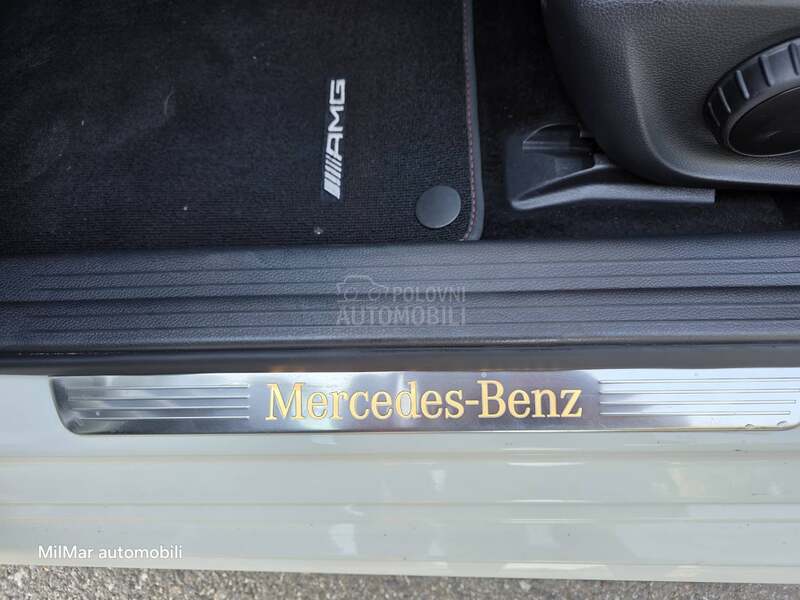 AMG
POLOVNI
AUTOMOBILI
Mercedes-Benz
MilMar automobili